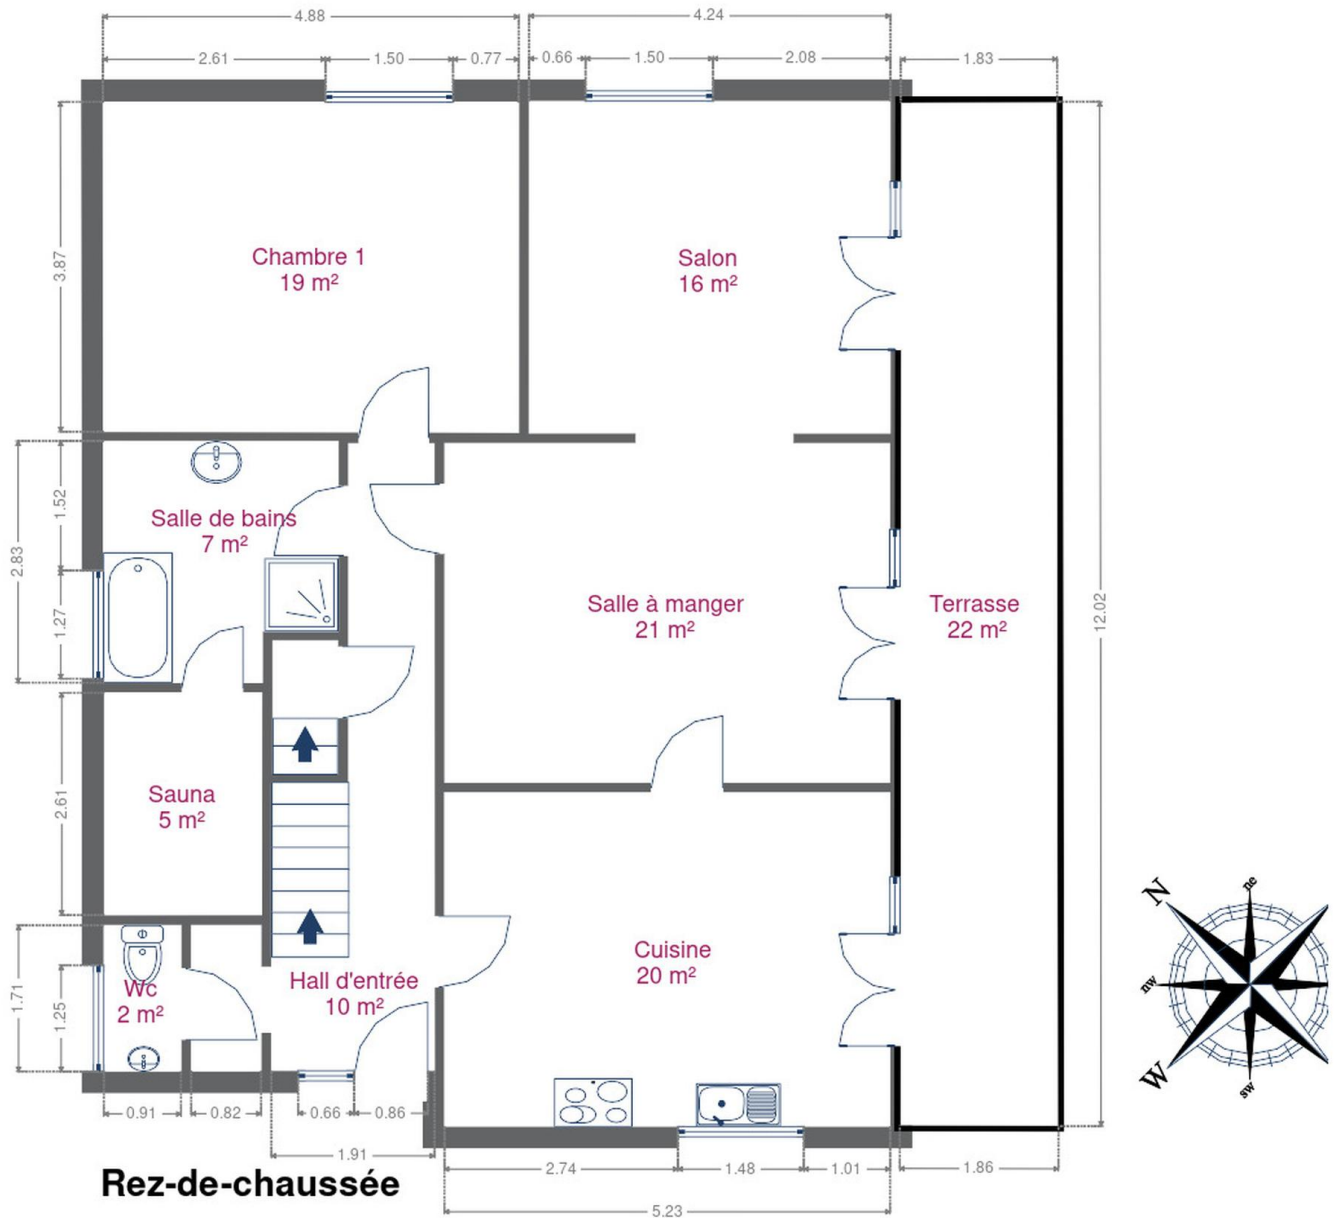 4.88
4.24
2.61
1.50
0.77
0.66
1.50
2.08
1.83
3.87
Chambre 1
19 m²
Salon
16 m²
2.83
1.52
1.27
Salle de bains
7 m²
Salle à manger
21 m²
Terrasse
22 m²
12.02
2.61
Sauna
5 m²
1.71
1.25
Wc
2 m²
Hall d'entrée
10 m²
Cuisine
20 m²
N
ne
nw
W
sw
0.91
0.82
0.66
0.86
1.91
2.74
1.48
1.01
1.86
5.23
Rez-de-chaussée